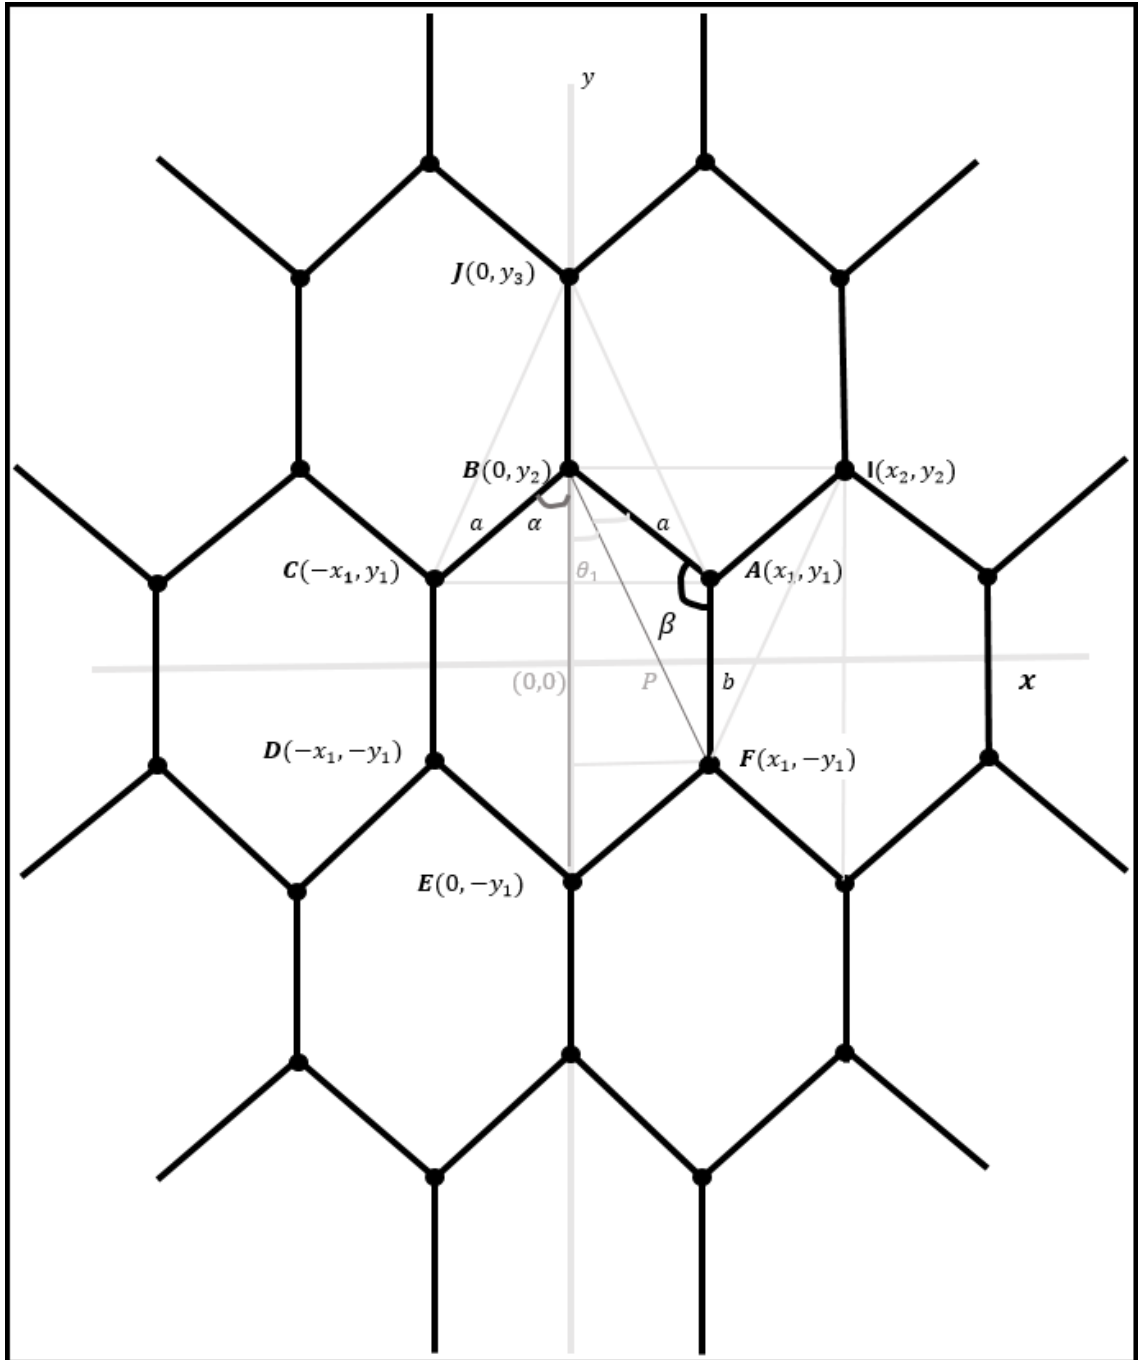 y
J(0, y₃)
B(0, y₂)
I(x₂, y₂)
a
α
a
C(−x₁, y₁)
θ₁
A(x₁, y₁)
β
(0,0)
P
b
x
D(−x₁, −y₁)
F(x₁, −y₁)
E(0, −y₁)